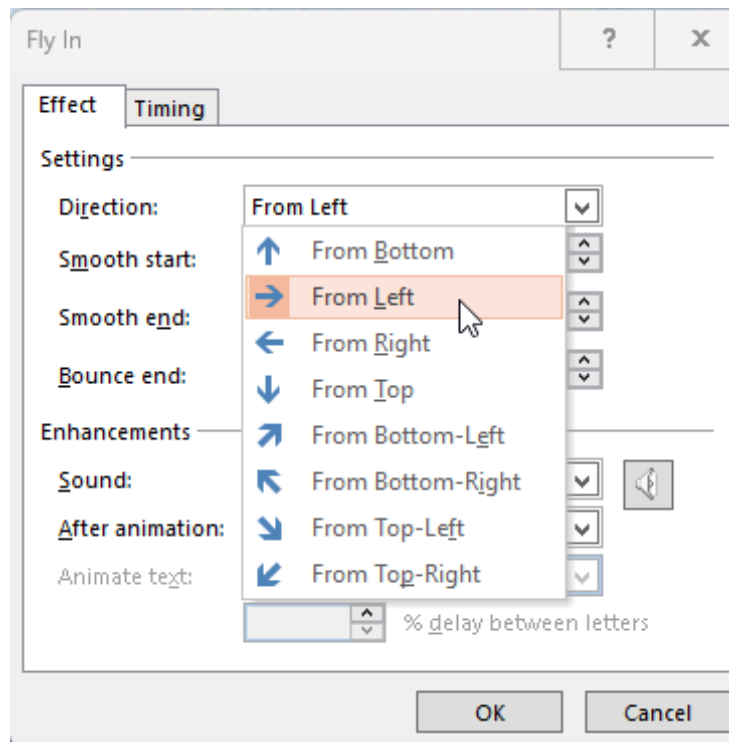 Fly In ? X
Effect Timing
Settings
Direction: From Left
From Bottom
Smooth start:
From Left
Smooth end:
From Right
Bounce end:
From Top
Enhancements
From Bottom-Left
Sound:
From Bottom-Right
After animation:
From Top-Left
Animate text:
From Top-Right
% delay between letters
OK Cancel